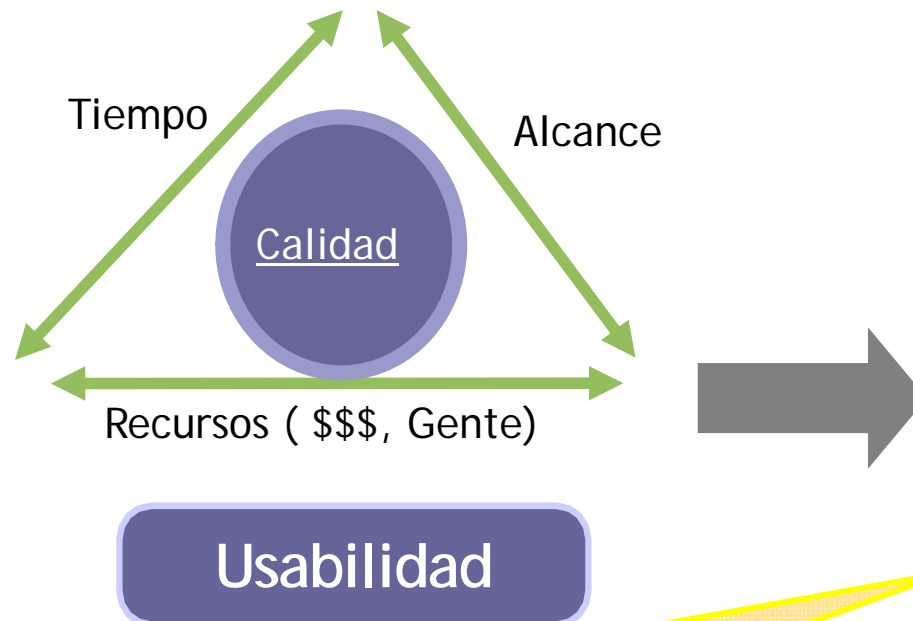 Tiempo
Alcance
Calidad
Recursos ( $$$, Gente)
Usabilidad